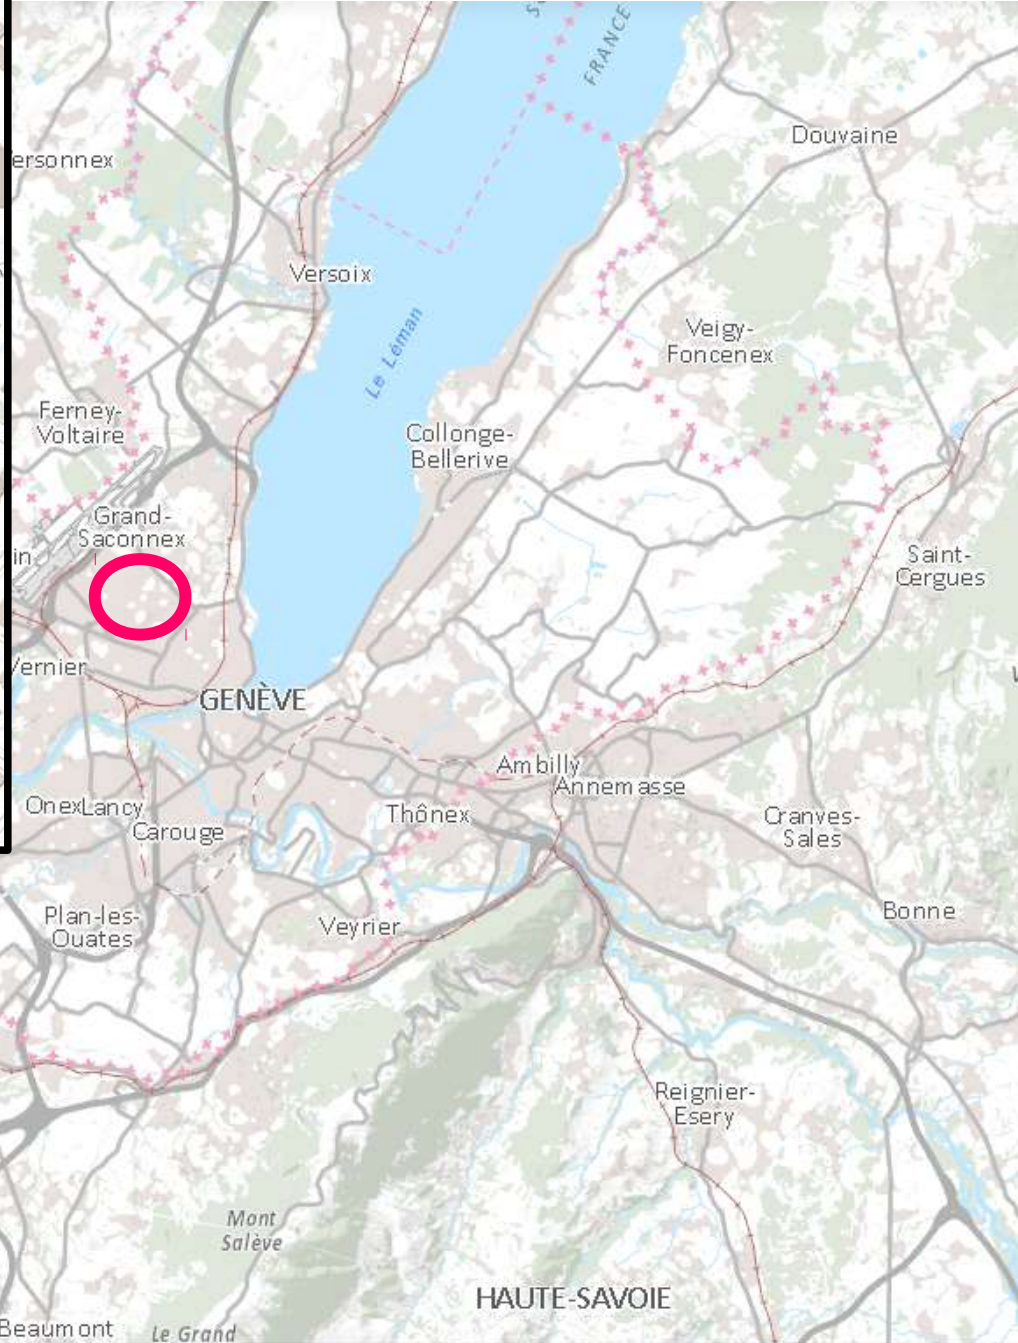 FRANCE
Douvaine
ersonnex
Versoix
Le Léman
Veigy-
Foncenex
Ferney-
Voltaire
Collonge-
Bellerive
Grand-
Saconnex
in
Saint-
Cergues
Vernier
GENÈVE
Ambilly
Annemasse
Onex
Lancy
Carouge
Thônex
Cranves-
Sales
Plan-les-
Ouates
Veyrier
Bonne
Reignier-
Esery
Mont
Salève
HAUTE-SAVOIE
Beaumont
Le Grand